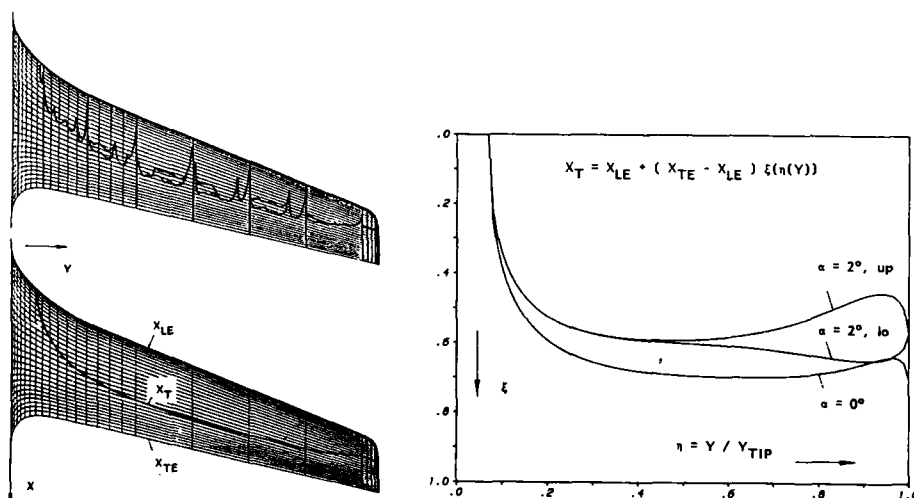 Y
X_LE
X_T
X_TE
X
X_T = X_LE + ( X_TE - X_LE ) ξ(η(Y))
.0
.2
.4
.6
.8
1.0
ξ
α = 2°, up
α = 2°, lo
α = 0°
η = Y / Y_TIP
.0
.2
.4
.6
.8
1.0